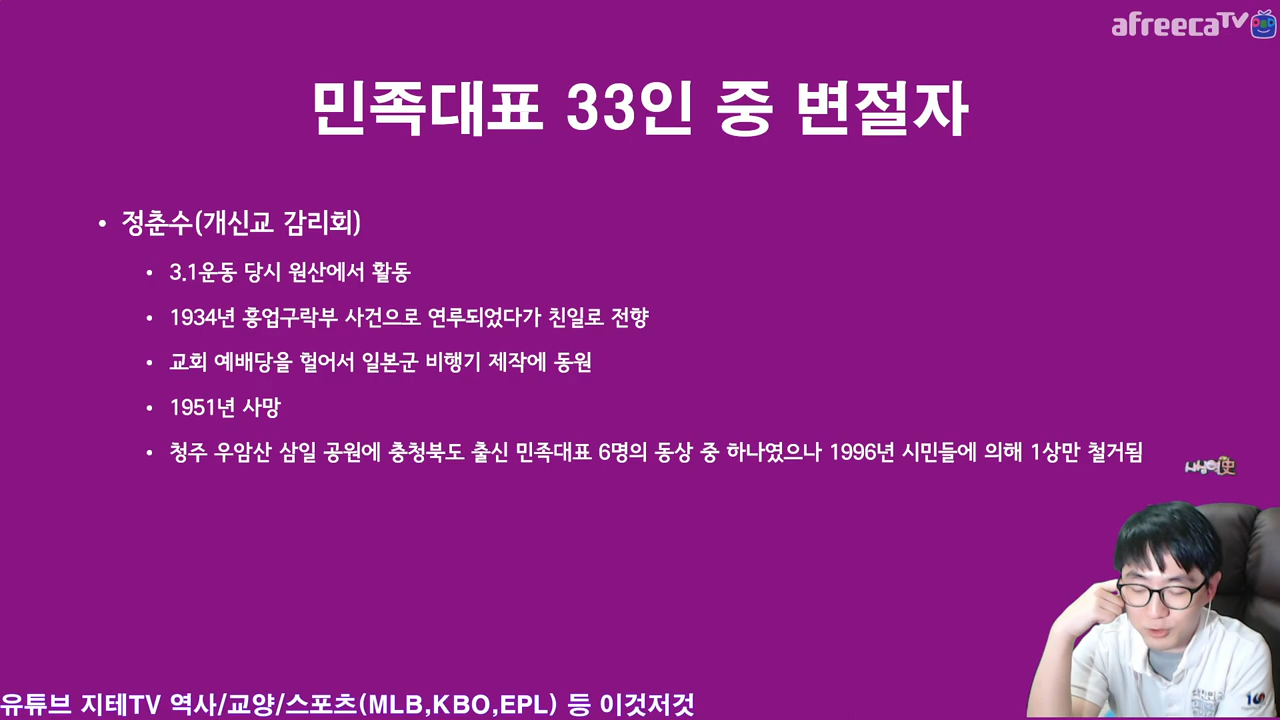 afreecaTV
민족대표 33인 중 변절자
• 정춘수(개신교 감리회)
• 3.1운동 당시 원산에서 활동
• 1934년 흥업구락부 사건으로 연루되었다가 친일로 전향
• 교회 예배당을 헐어서 일본군 비행기 제작에 동원
• 1951년 사망
• 청주 우암산 삼일 공원에 충청북도 출신 민족대표 6명의 동상 중 하나였으나 1996년 시민들에 의해 1상만 철거됨
유튜브 지테TV 역사/교양/스포츠(MLB,KBO,EPL) 등 이것저것